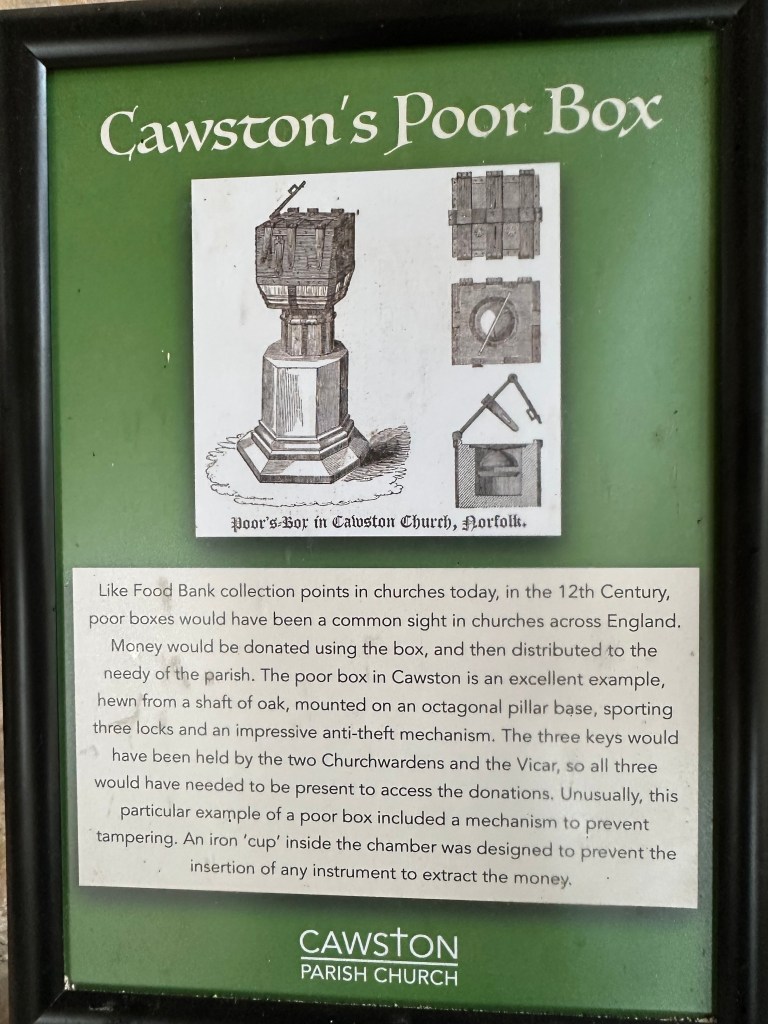 Cawston's Poor Box
Poor's-Box in Cawston Church, Norfolk.
Like Food Bank collection points in churches today, in the 12th Century,
poor boxes would have been a common sight in churches across England.
Money would be donated using the box, and then distributed to the
needy of the parish. The poor box in Cawston is an excellent example,
hewn from a shaft of oak, mounted on an octagonal pillar base, sporting
three locks and an impressive anti-theft mechanism. The three keys would
have been held by the two Churchwardens and the Vicar, so all three
would have needed to be present to access the donations. Unusually, this
particular example of a poor box included a mechanism to prevent
tampering. An iron ‘cup’ inside the chamber was designed to prevent the
insertion of any instrument to extract the money.
CAWSTON
PARISH CHURCH